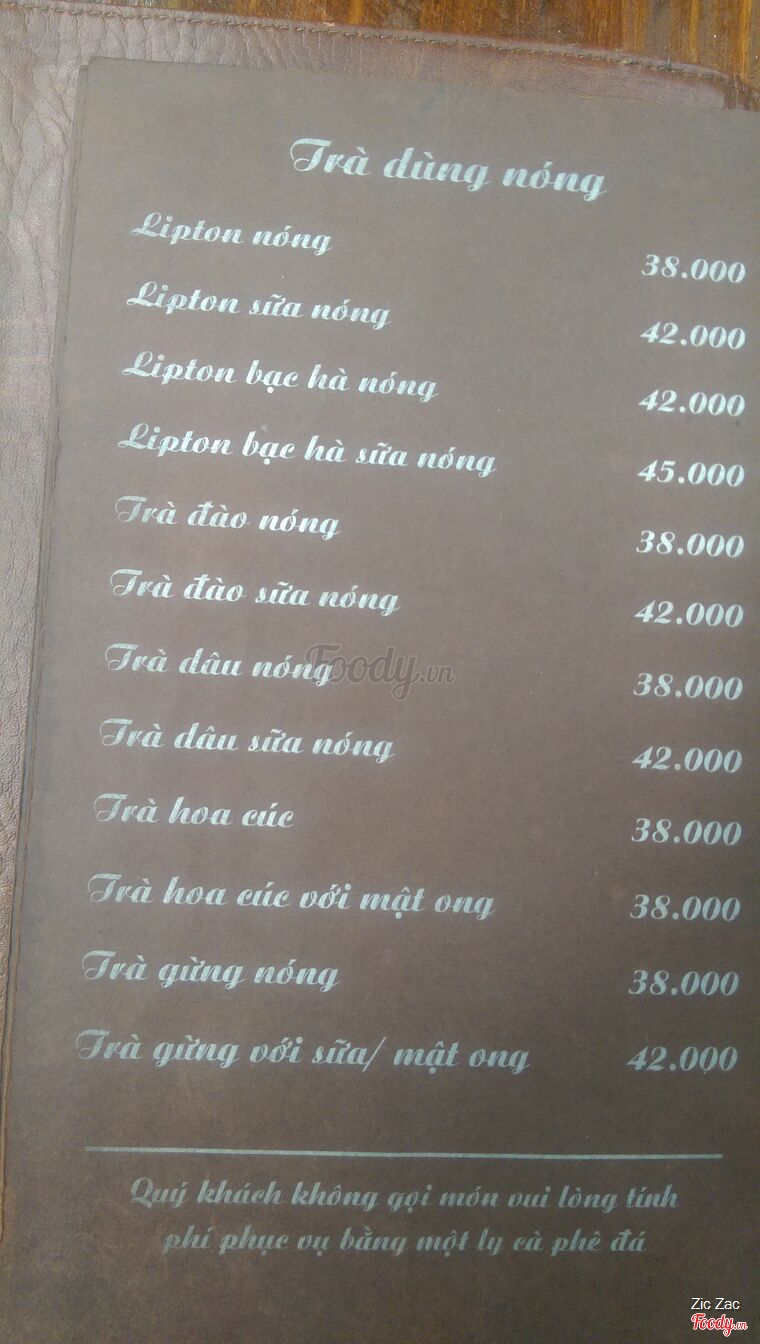 Trà dùng nóng
Lipton nóng 38.000
Lipton sữa nóng 42.000
Lipton bạc hà nóng 42.000
Lipton bạc hà sữa nóng 45.000
Trà đào nóng 38.000
Trà đào sữa nóng 42.000
Trà dâu nóng 38.000
Foody.vn
Trà dâu sữa nóng 42.000
Trà hoa cúc 38.000
Trà hoa cúc với mật ong 38.000
Trà gừng nóng 38.000
Trà gừng với sữa/ mật ong 42.000
Quý khách không gọi món vui lòng tính
phí phục vụ bằng một ly cà phê đá
Zic Zac
Foody.vn